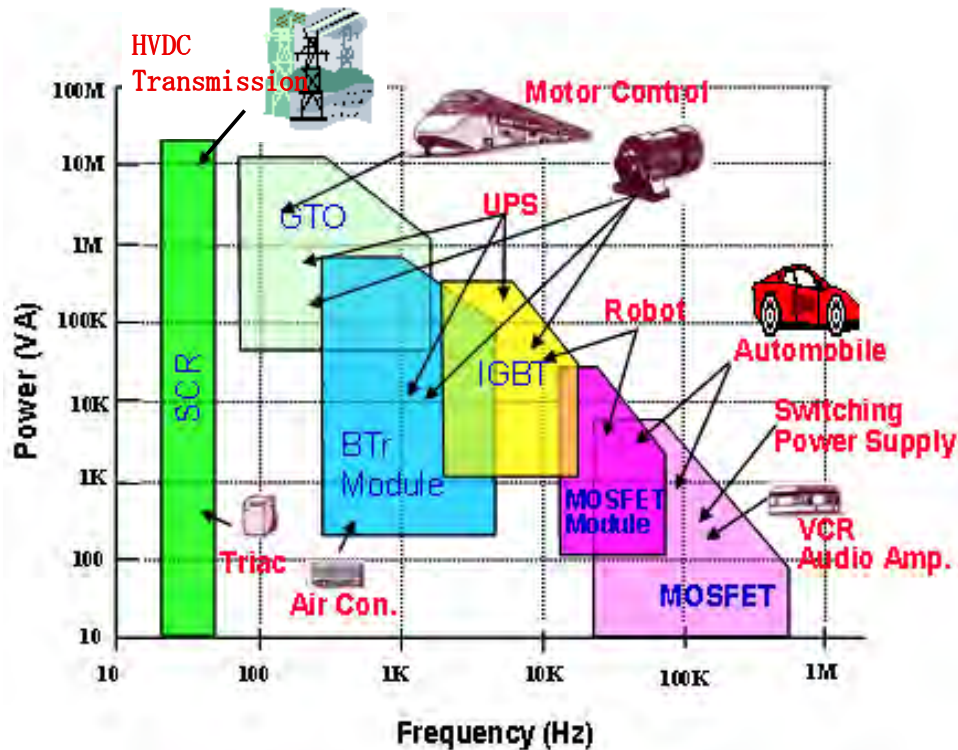 HVDC
Transmission
Motor Control
100M
10M
1M
100K
10K
1K
100
10
Power (VA)
GTO
UPS
Robot
Automobile
SCR
IGBT
Switching
Power Supply
BTr
Module
MOSFET
Module
VCR
Audio Amp.
Triac
Air Con.
MOSFET
10
100
1K
10K
100K
1M
Frequency (Hz)